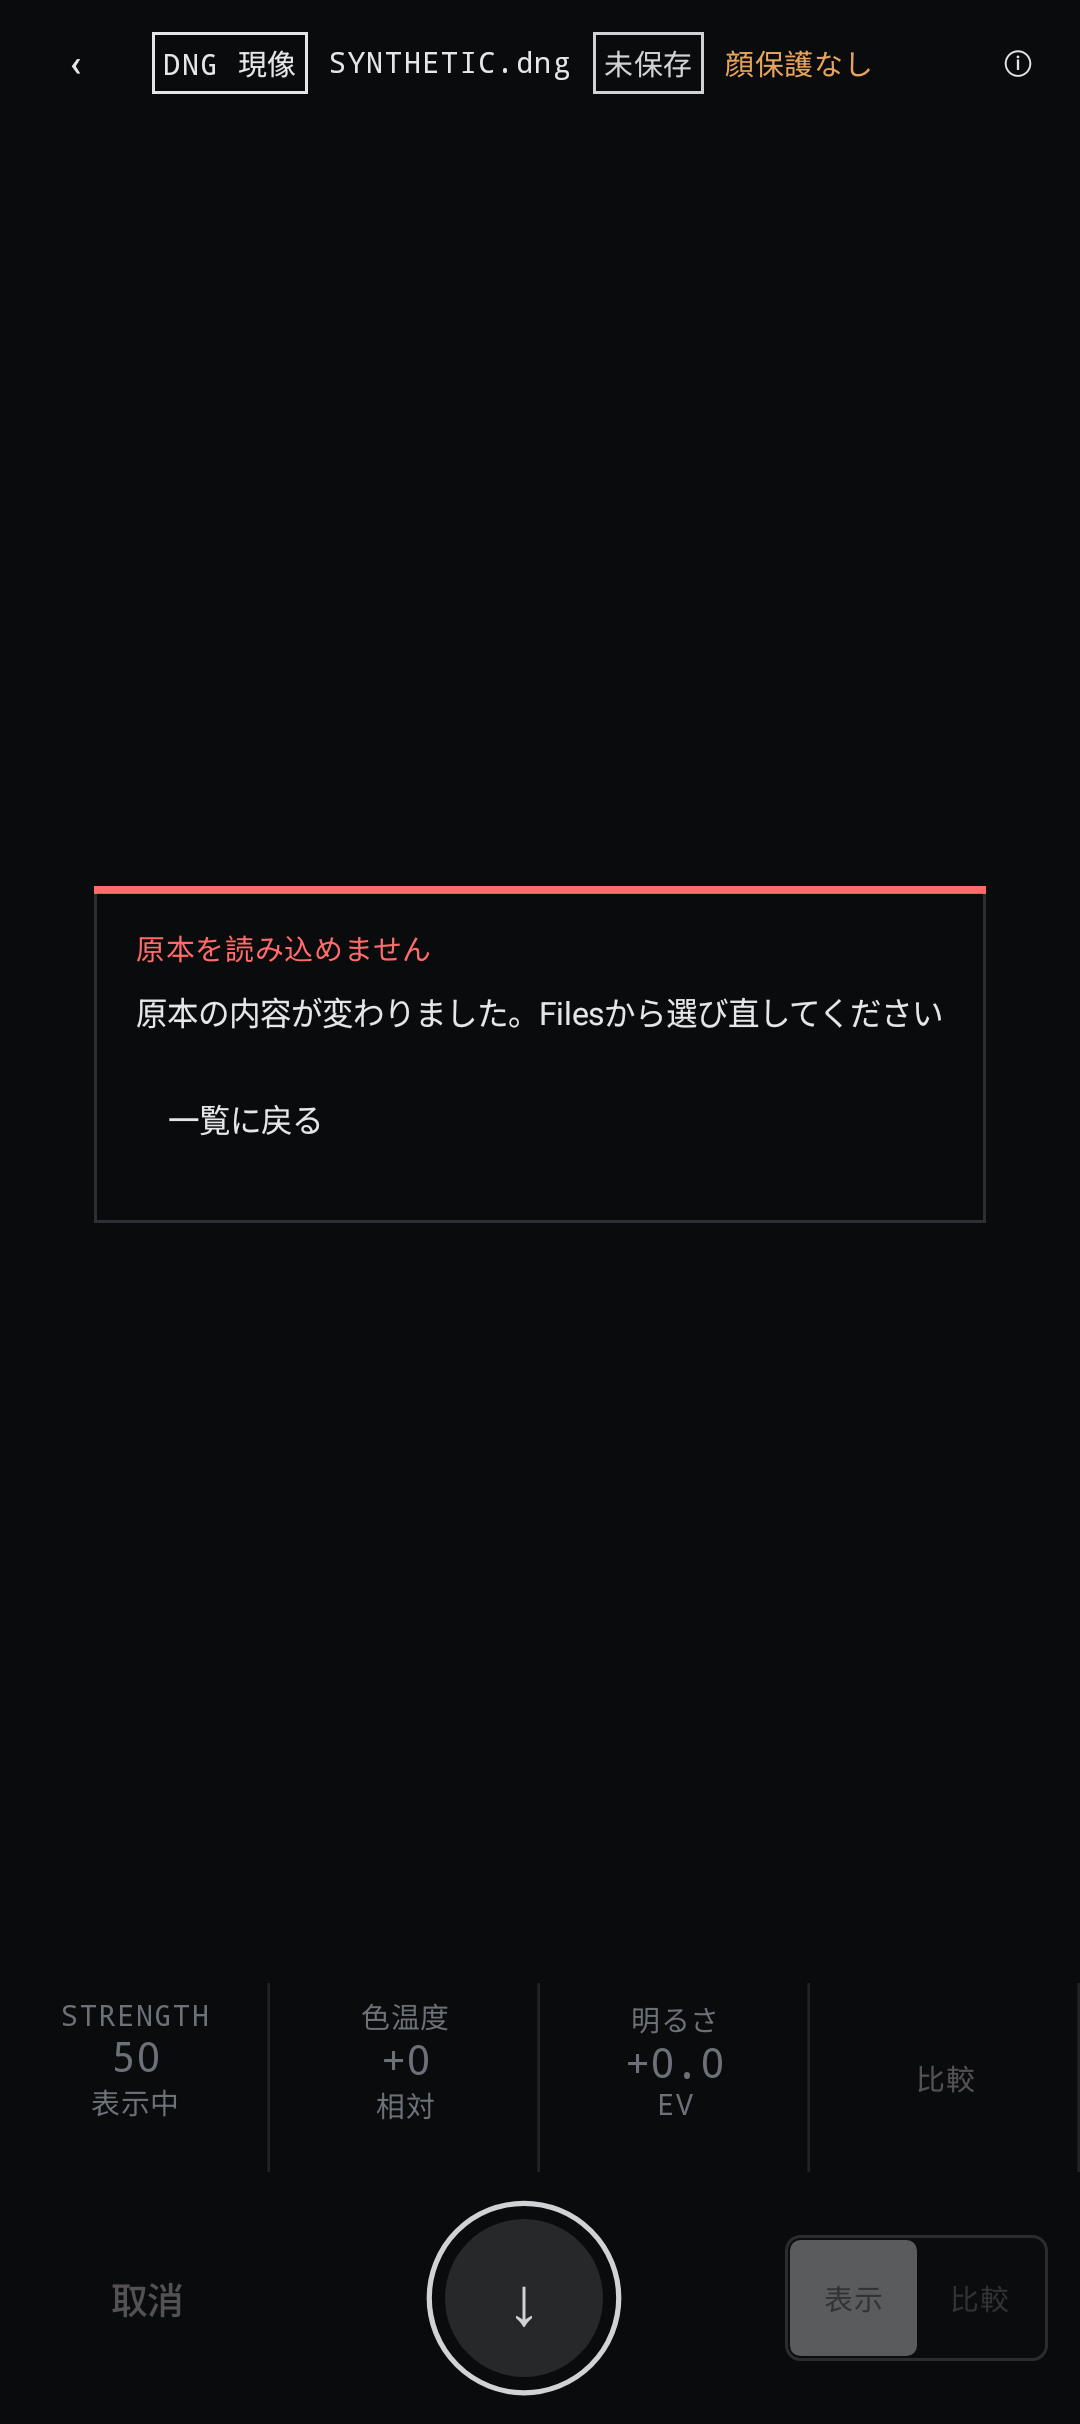 ‹ DNG 現像 SYNTHETIC.dng 未保存 顔保護なし ⓘ
原本を読み込めません
原本の内容が変わりました。Filesから選び直してください
一覧に戻る
STRENGTH
50
表示中
色温度
+0
相対
明るさ
+0.0
EV
比較
取消
↓
表示 比較